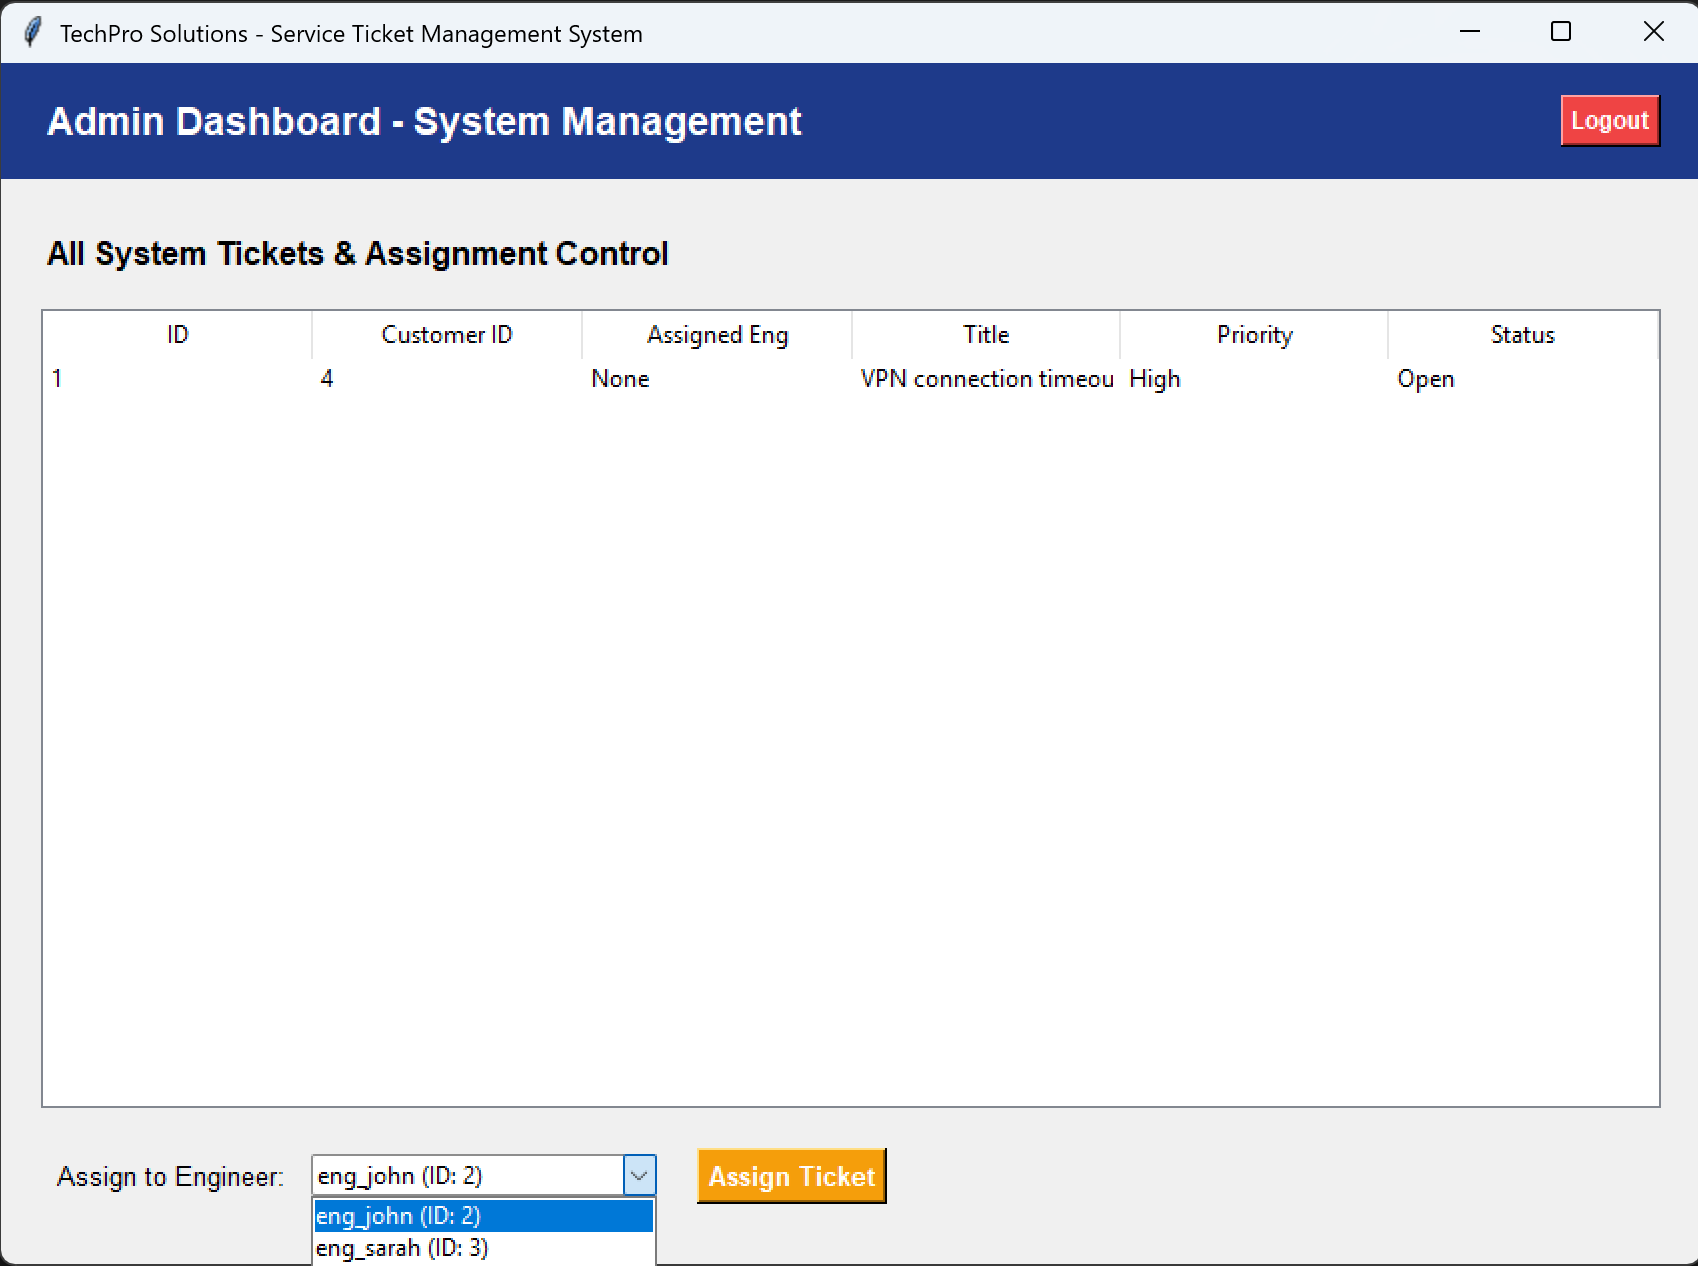 TechPro Solutions - Service Ticket Management System
Admin Dashboard - System Management
Logout
All System Tickets & Assignment Control
ID Customer ID Assigned Eng Title Priority Status
1 4 None VPN connection timeou High Open
Assign to Engineer: eng_john (ID: 2) Assign Ticket
eng_john (ID: 2)
eng_sarah (ID: 3)